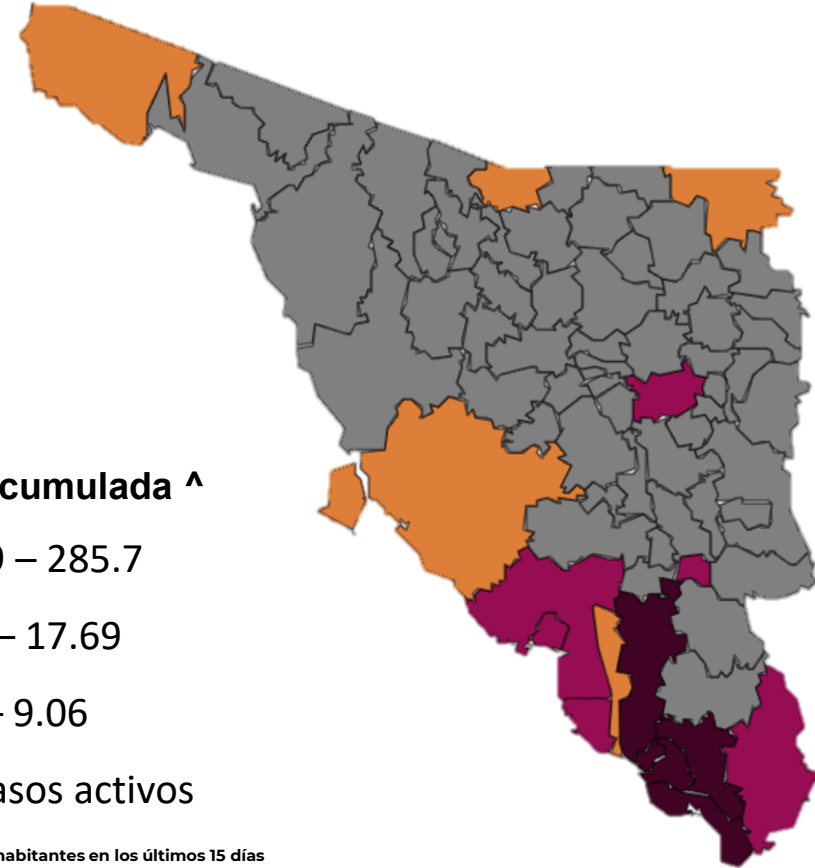 cumulada ^
– 285.7
– 17.69
– 9.06
asos activos
habitantes en los últimos 15 días